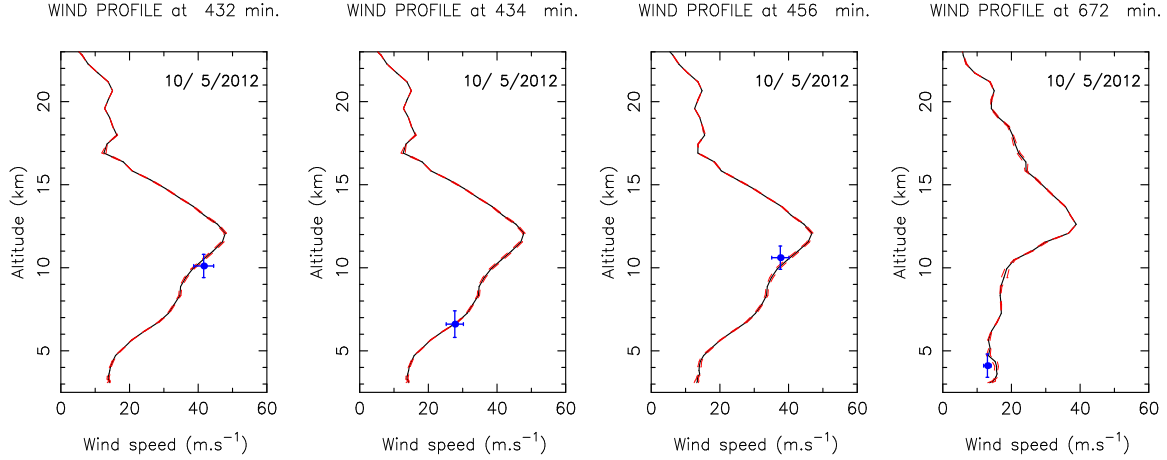 WIND PROFILE at 432 min.
10/ 5/2012
20
15
10
5
Altitude (km)
0 20 40 60
Wind speed (m.s⁻¹)
WIND PROFILE at 434 min.
10/ 5/2012
20
15
10
5
Altitude (km)
0 20 40 60
Wind speed (m.s⁻¹)
WIND PROFILE at 456 min.
10/ 5/2012
20
15
10
5
Altitude (km)
0 20 40 60
Wind speed (m.s⁻¹)
WIND PROFILE at 672 min.
10/ 5/2012
20
15
10
5
Altitude (km)
0 20 40 60
Wind speed (m.s⁻¹)